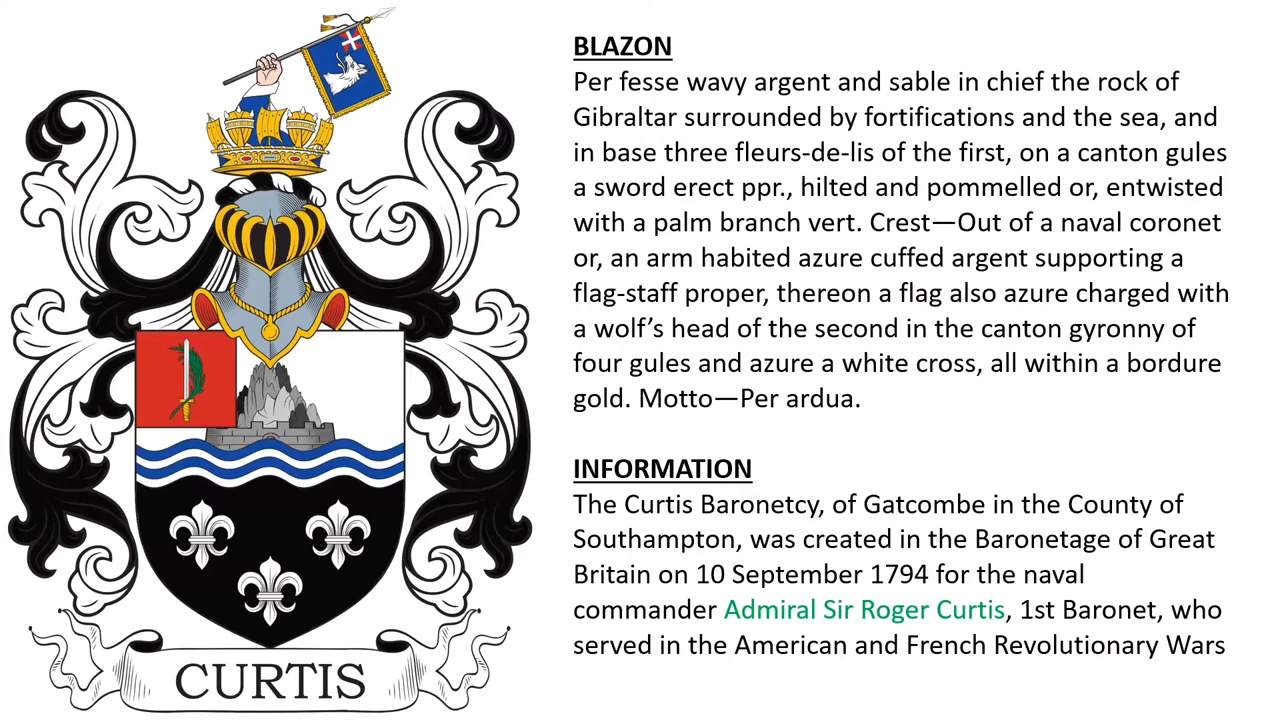 BLAZON
Per fesse wavy argent and sable in chief the rock of
Gibraltar surrounded by fortifications and the sea, and
in base three fleurs-de-lis of the first, on a canton gules
a sword erect ppr., hilted and pommelled or, entwisted
with a palm branch vert. Crest—Out of a naval coronet
or, an arm habited azure cuffed argent supporting a
flag-staff proper, thereon a flag also azure charged with
a wolf’s head of the second in the canton gyronny of
four gules and azure a white cross, all within a bordure
gold. Motto—Per ardua.
INFORMATION
The Curtis Baronetcy, of Gatcombe in the County of
Southampton, was created in the Baronetage of Great
Britain on 10 September 1794 for the naval
commander Admiral Sir Roger Curtis, 1st Baronet, who
served in the American and French Revolutionary Wars
CURTIS